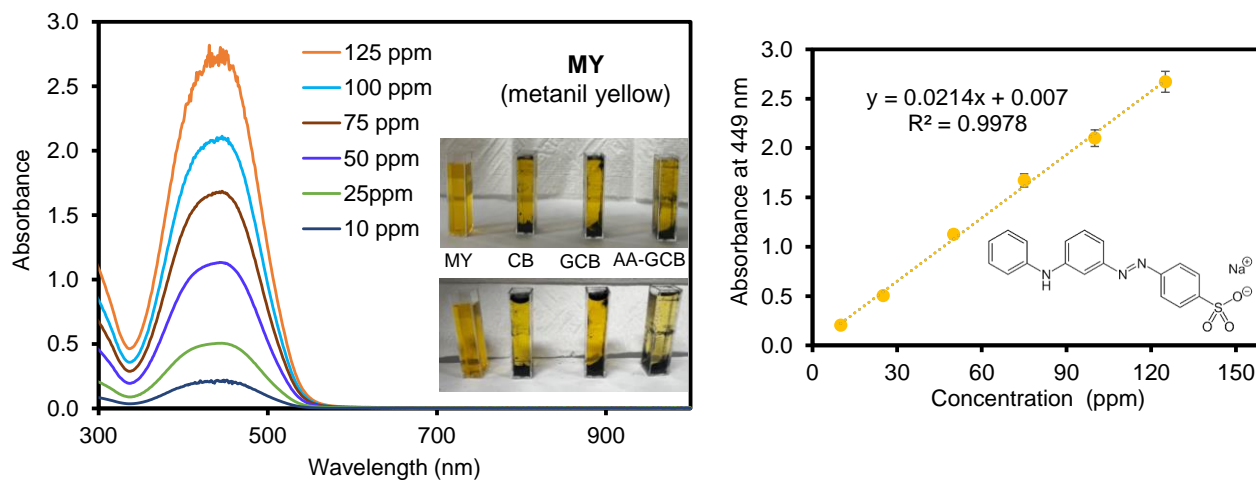 3.0
2.5
2.0
1.5
1.0
0.5
0.0
Absorbance
300
500
700
900
Wavelength (nm)
125 ppm
100 ppm
75 ppm
50 ppm
25ppm
10 ppm
MY
(metanil yellow)
MY
CB
GCB
AA-GCB
3.0
2.5
2.0
1.5
1.0
0.5
0.0
Absorbance at 449 nm
0
30
60
90
120
150
Concentration (ppm)
y = 0.0214x + 0.007
R² = 0.9978
N
H
N
N
S
O
O
O⊖
Na⊕